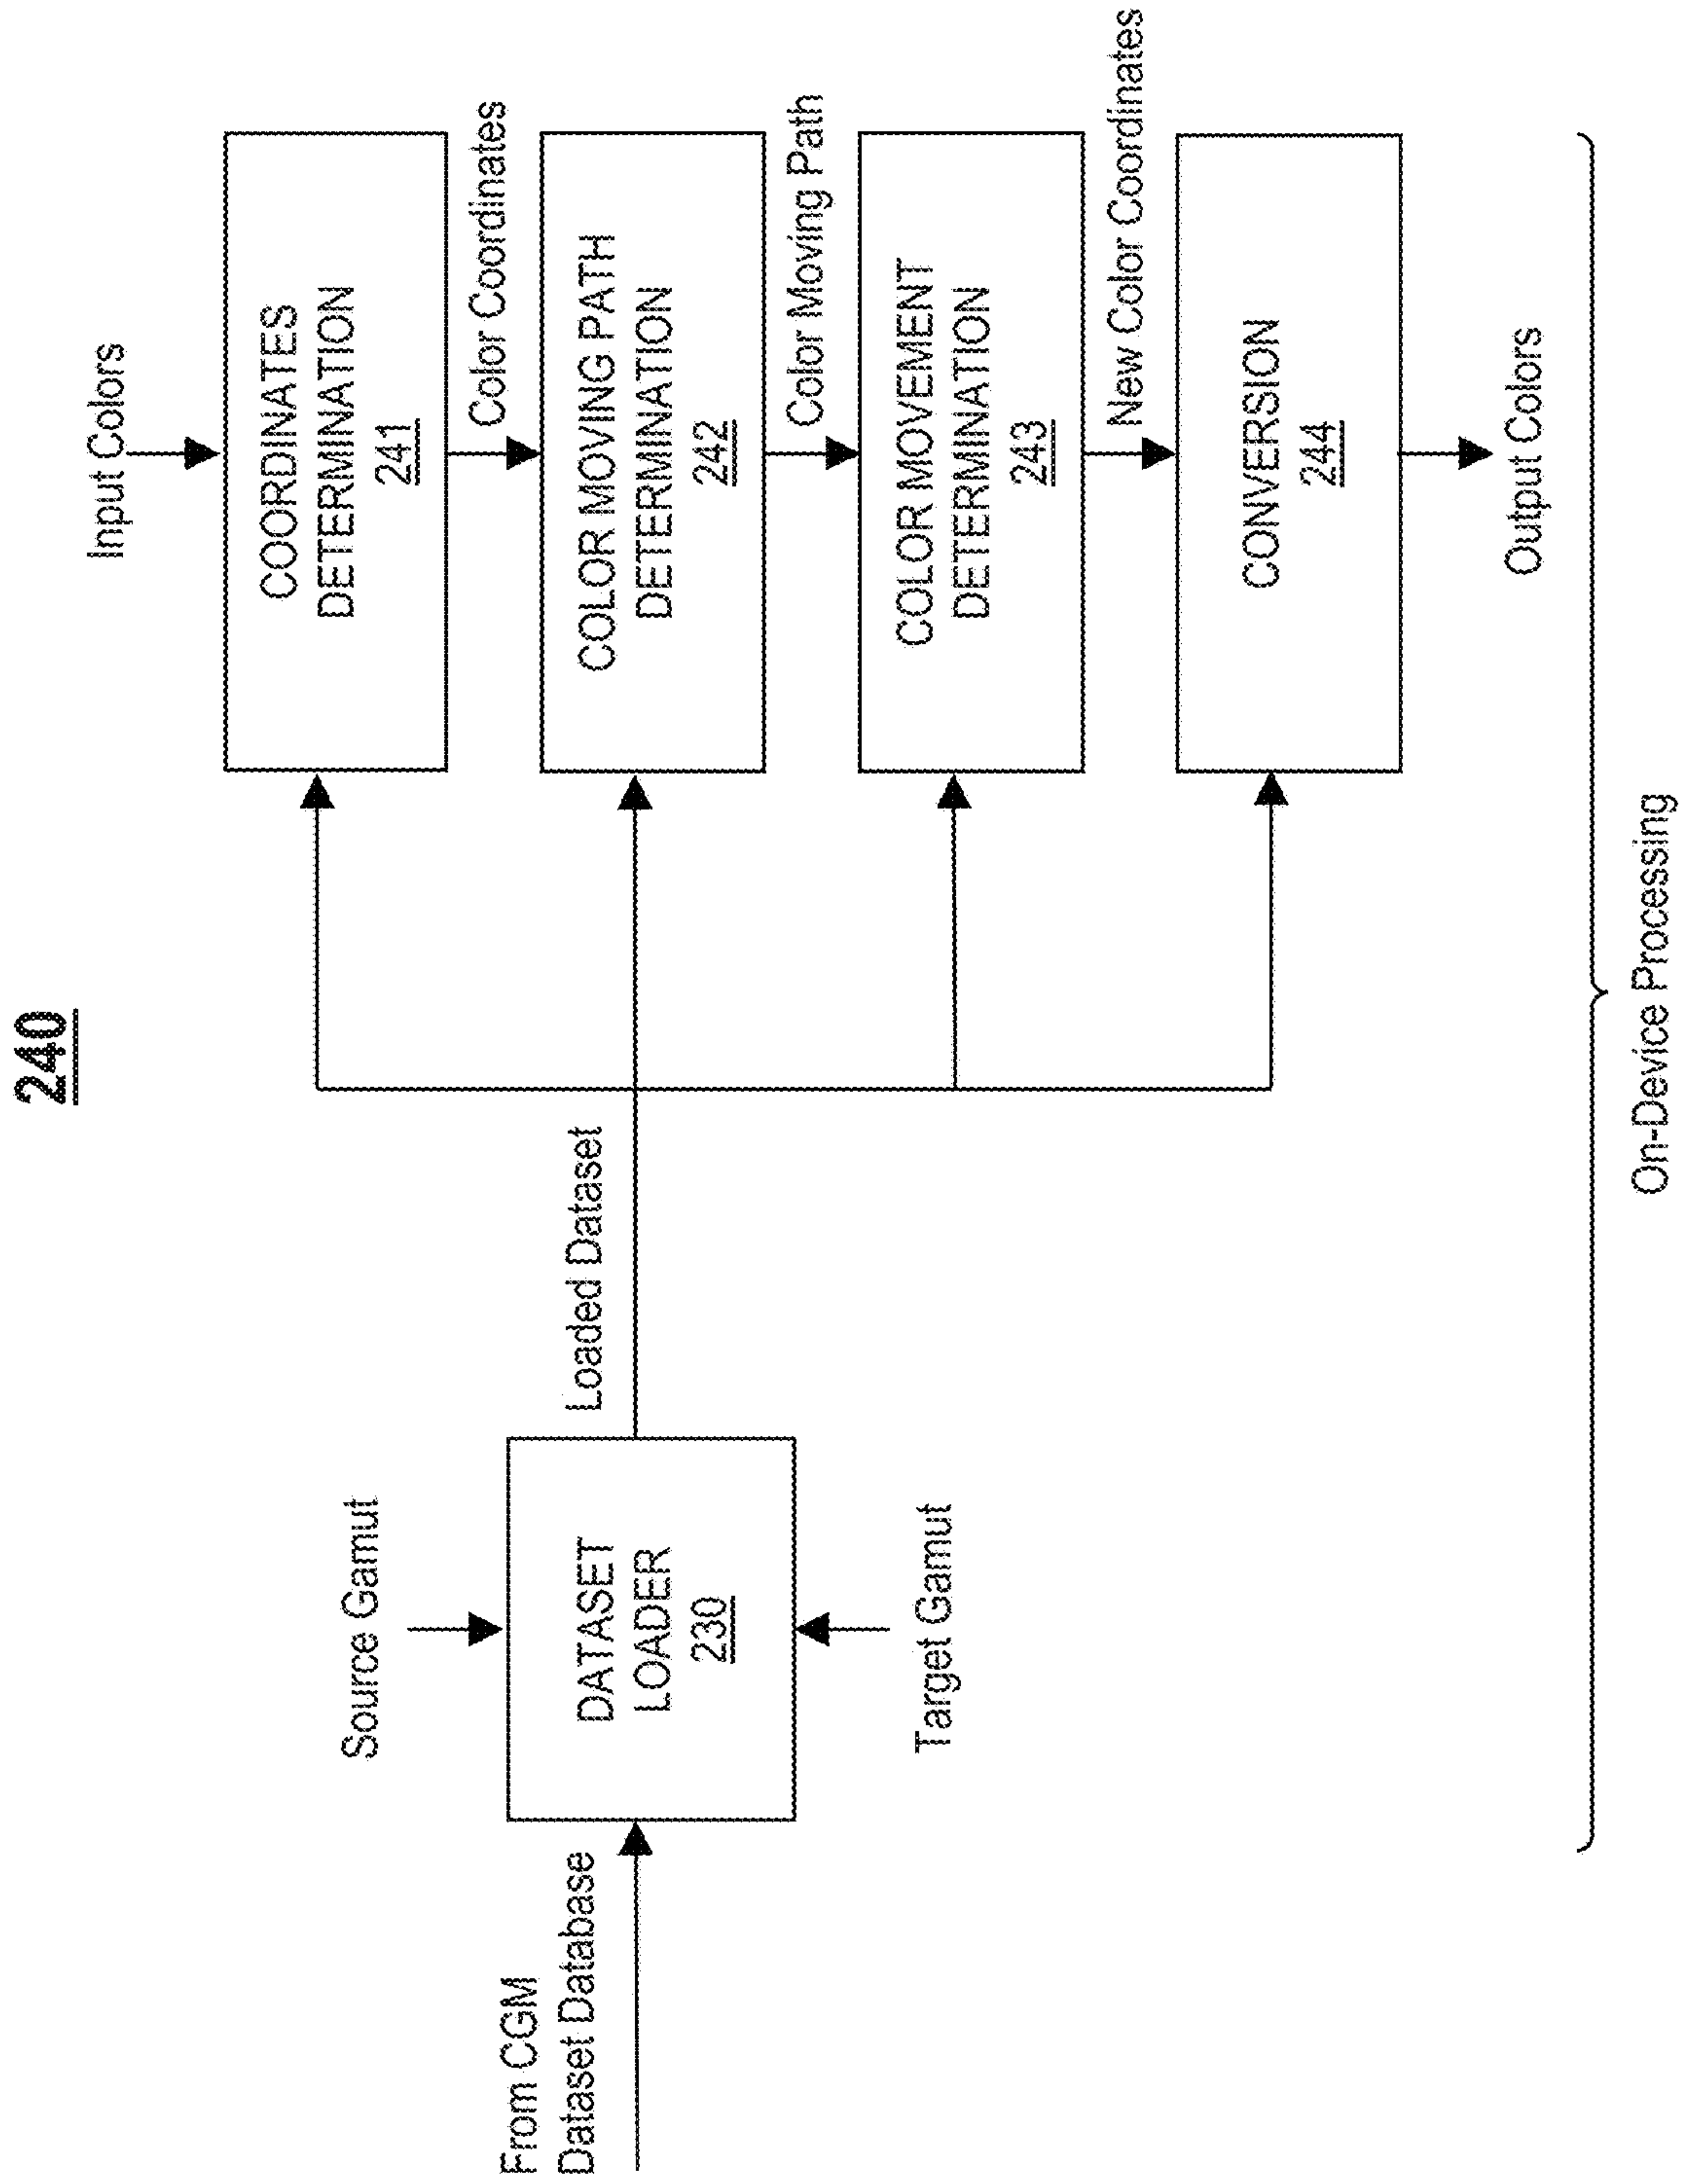 240
From CGM
Dataset Database
Source Gamut
DATASET
LOADER
230
Target Gamut
Loaded Dataset
Input Colors
COORDINATES
DETERMINATION
241
Color Coordinates
COLOR MOVING PATH
DETERMINATION
242
Color Moving Path
COLOR MOVEMENT
DETERMINATION
243
New Color Coordinates
CONVERSION
244
Output Colors
On-Device Processing